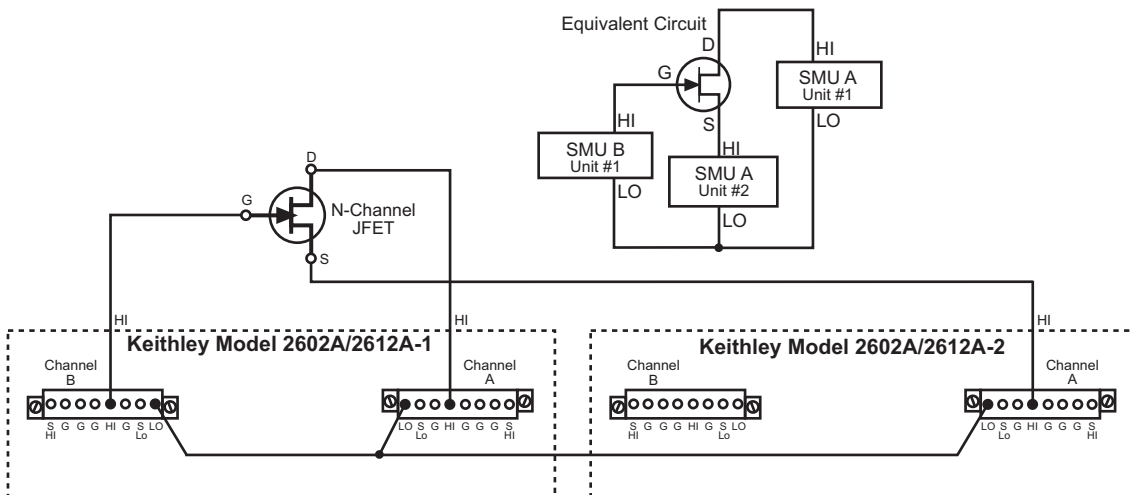 Equivalent Circuit
D
HI
G
SMU A
Unit #1
HI
S
LO
SMU B
Unit #1
HI
SMU A
Unit #2
LO
LO
D
G
N-Channel
JFET
S
HI
HI
HI
Keithley Model 2602A/2612A-1
Keithley Model 2602A/2612A-2
Channel
B
Channel
A
Channel
B
Channel
A
S HI G G G HI G S Lo LO
LO S Lo G HI G G G S HI
S HI G G G HI G S Lo LO
LO S Lo G HI G G G S HI